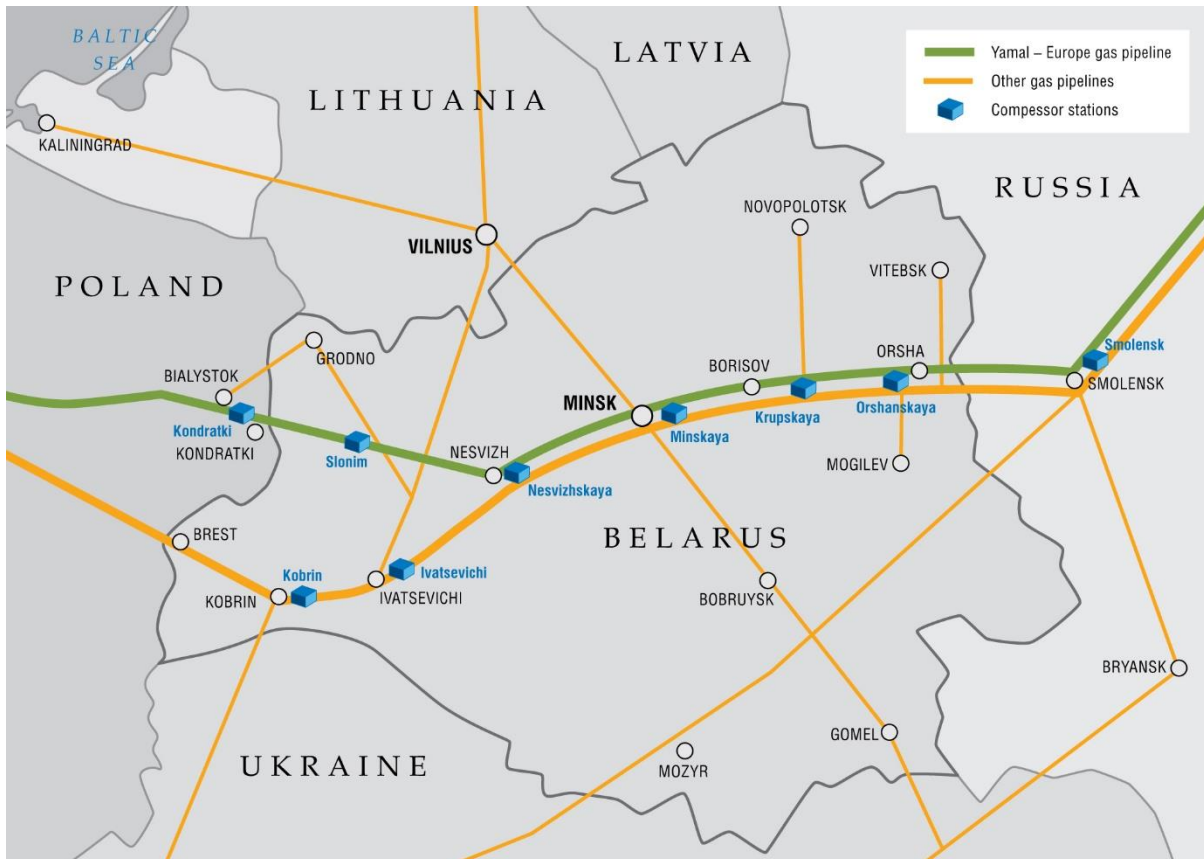 BALTIC
SEA
LATVIA
LITHUANIA
Yamal – Europe gas pipeline
Other gas pipelines
Compessor stations
KALININGRAD
RUSSIA
NOVOPOLOTSK
VILNIUS
VITEBSK
POLAND
GRODNO
Smolensk
BIALYSTOK
BORISOV
ORSHA
SMOLENSK
MINSK
Krupskaya
Orshanskaya
Kondratki
Minskaya
KONDRATKI
Slonim
NESVIZH
MOGILEV
Nesvizhskaya
BREST
BELARUS
Kobrin
Ivatsevichi
KOBRIN
IVATSEVICHI
BOBRUYSK
BRYANSK
GOMEL
UKRAINE
MOZYR